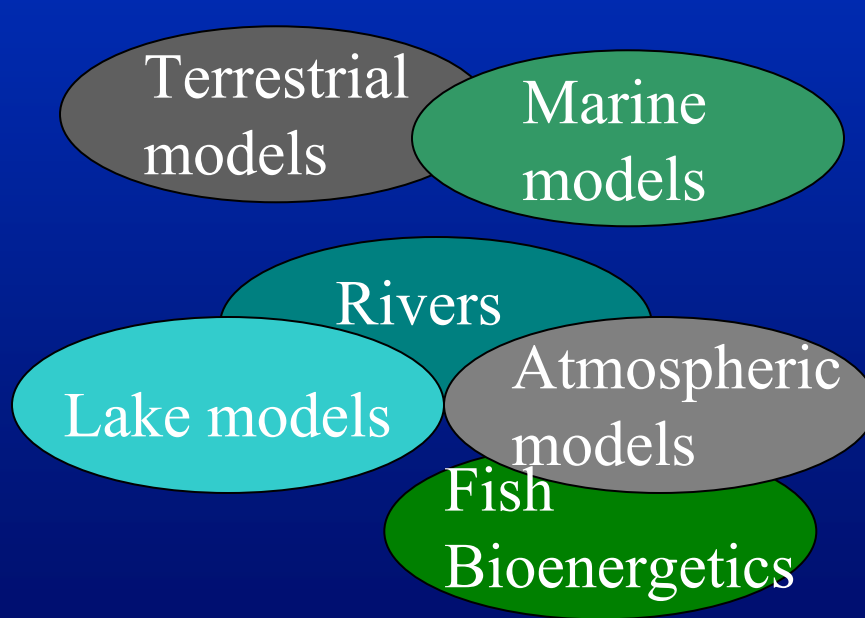 Terrestrial
models
Marine
models
Rivers
Lake models
Atmospheric
models
Fish
Bioenergetics